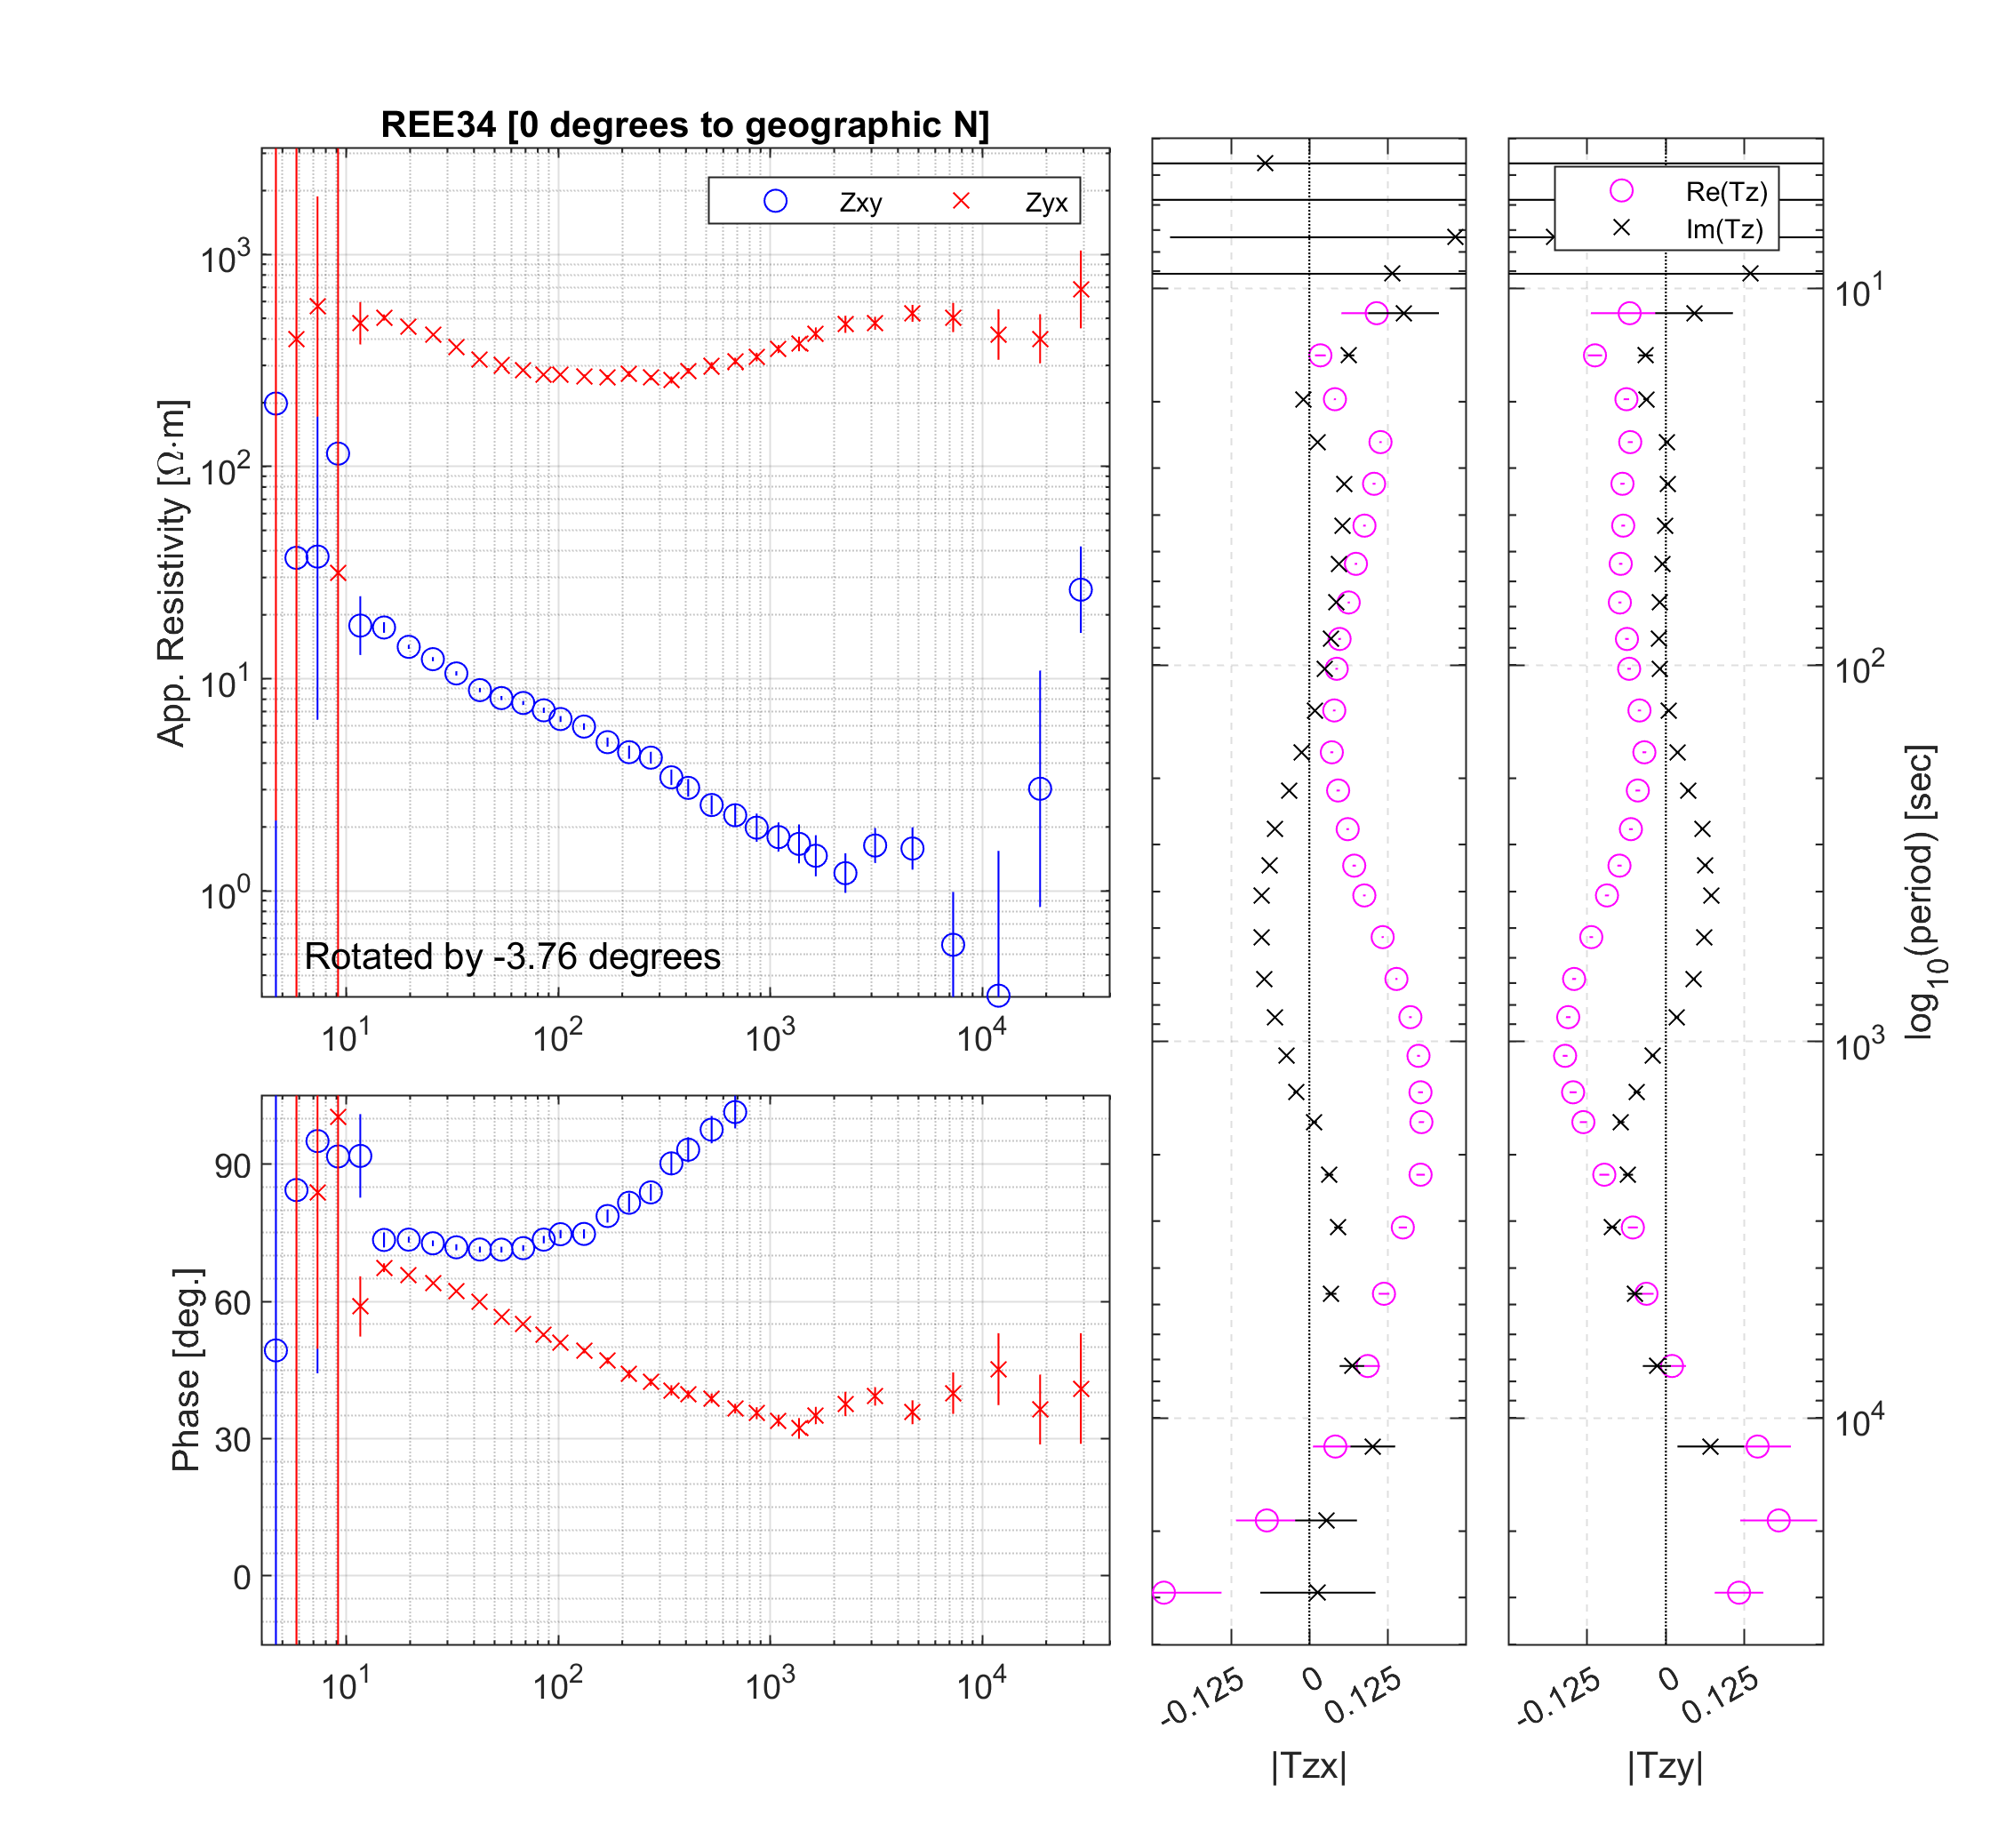 REE34 [0 degrees to geographic N]
Zxy
Zyx
App. Resistivity [Ω·m]
10³
10²
10¹
10⁰
Rotated by -3.76 degrees
10¹ 10² 10³ 10⁴
Phase [deg.]
90
60
30
0
10¹ 10² 10³ 10⁴
-0.125 0 0.125
|Tzx|
Re(Tz)
Im(Tz)
-0.125 0 0.125
|Tzy|
10¹
10²
10³
10⁴
log₁₀(period) [sec]